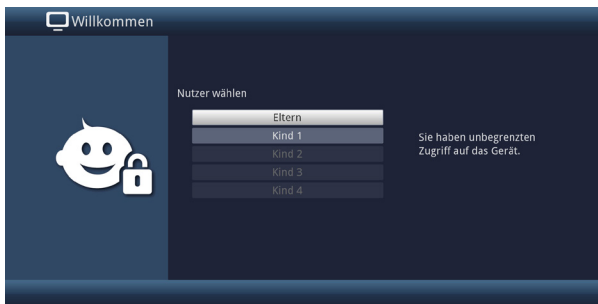 Willkommen
Nutzer wählen
Eltern
Kind 1
Kind 2
Kind 3
Kind 4
Sie haben unbegrenzten
Zugriff auf das Gerät.